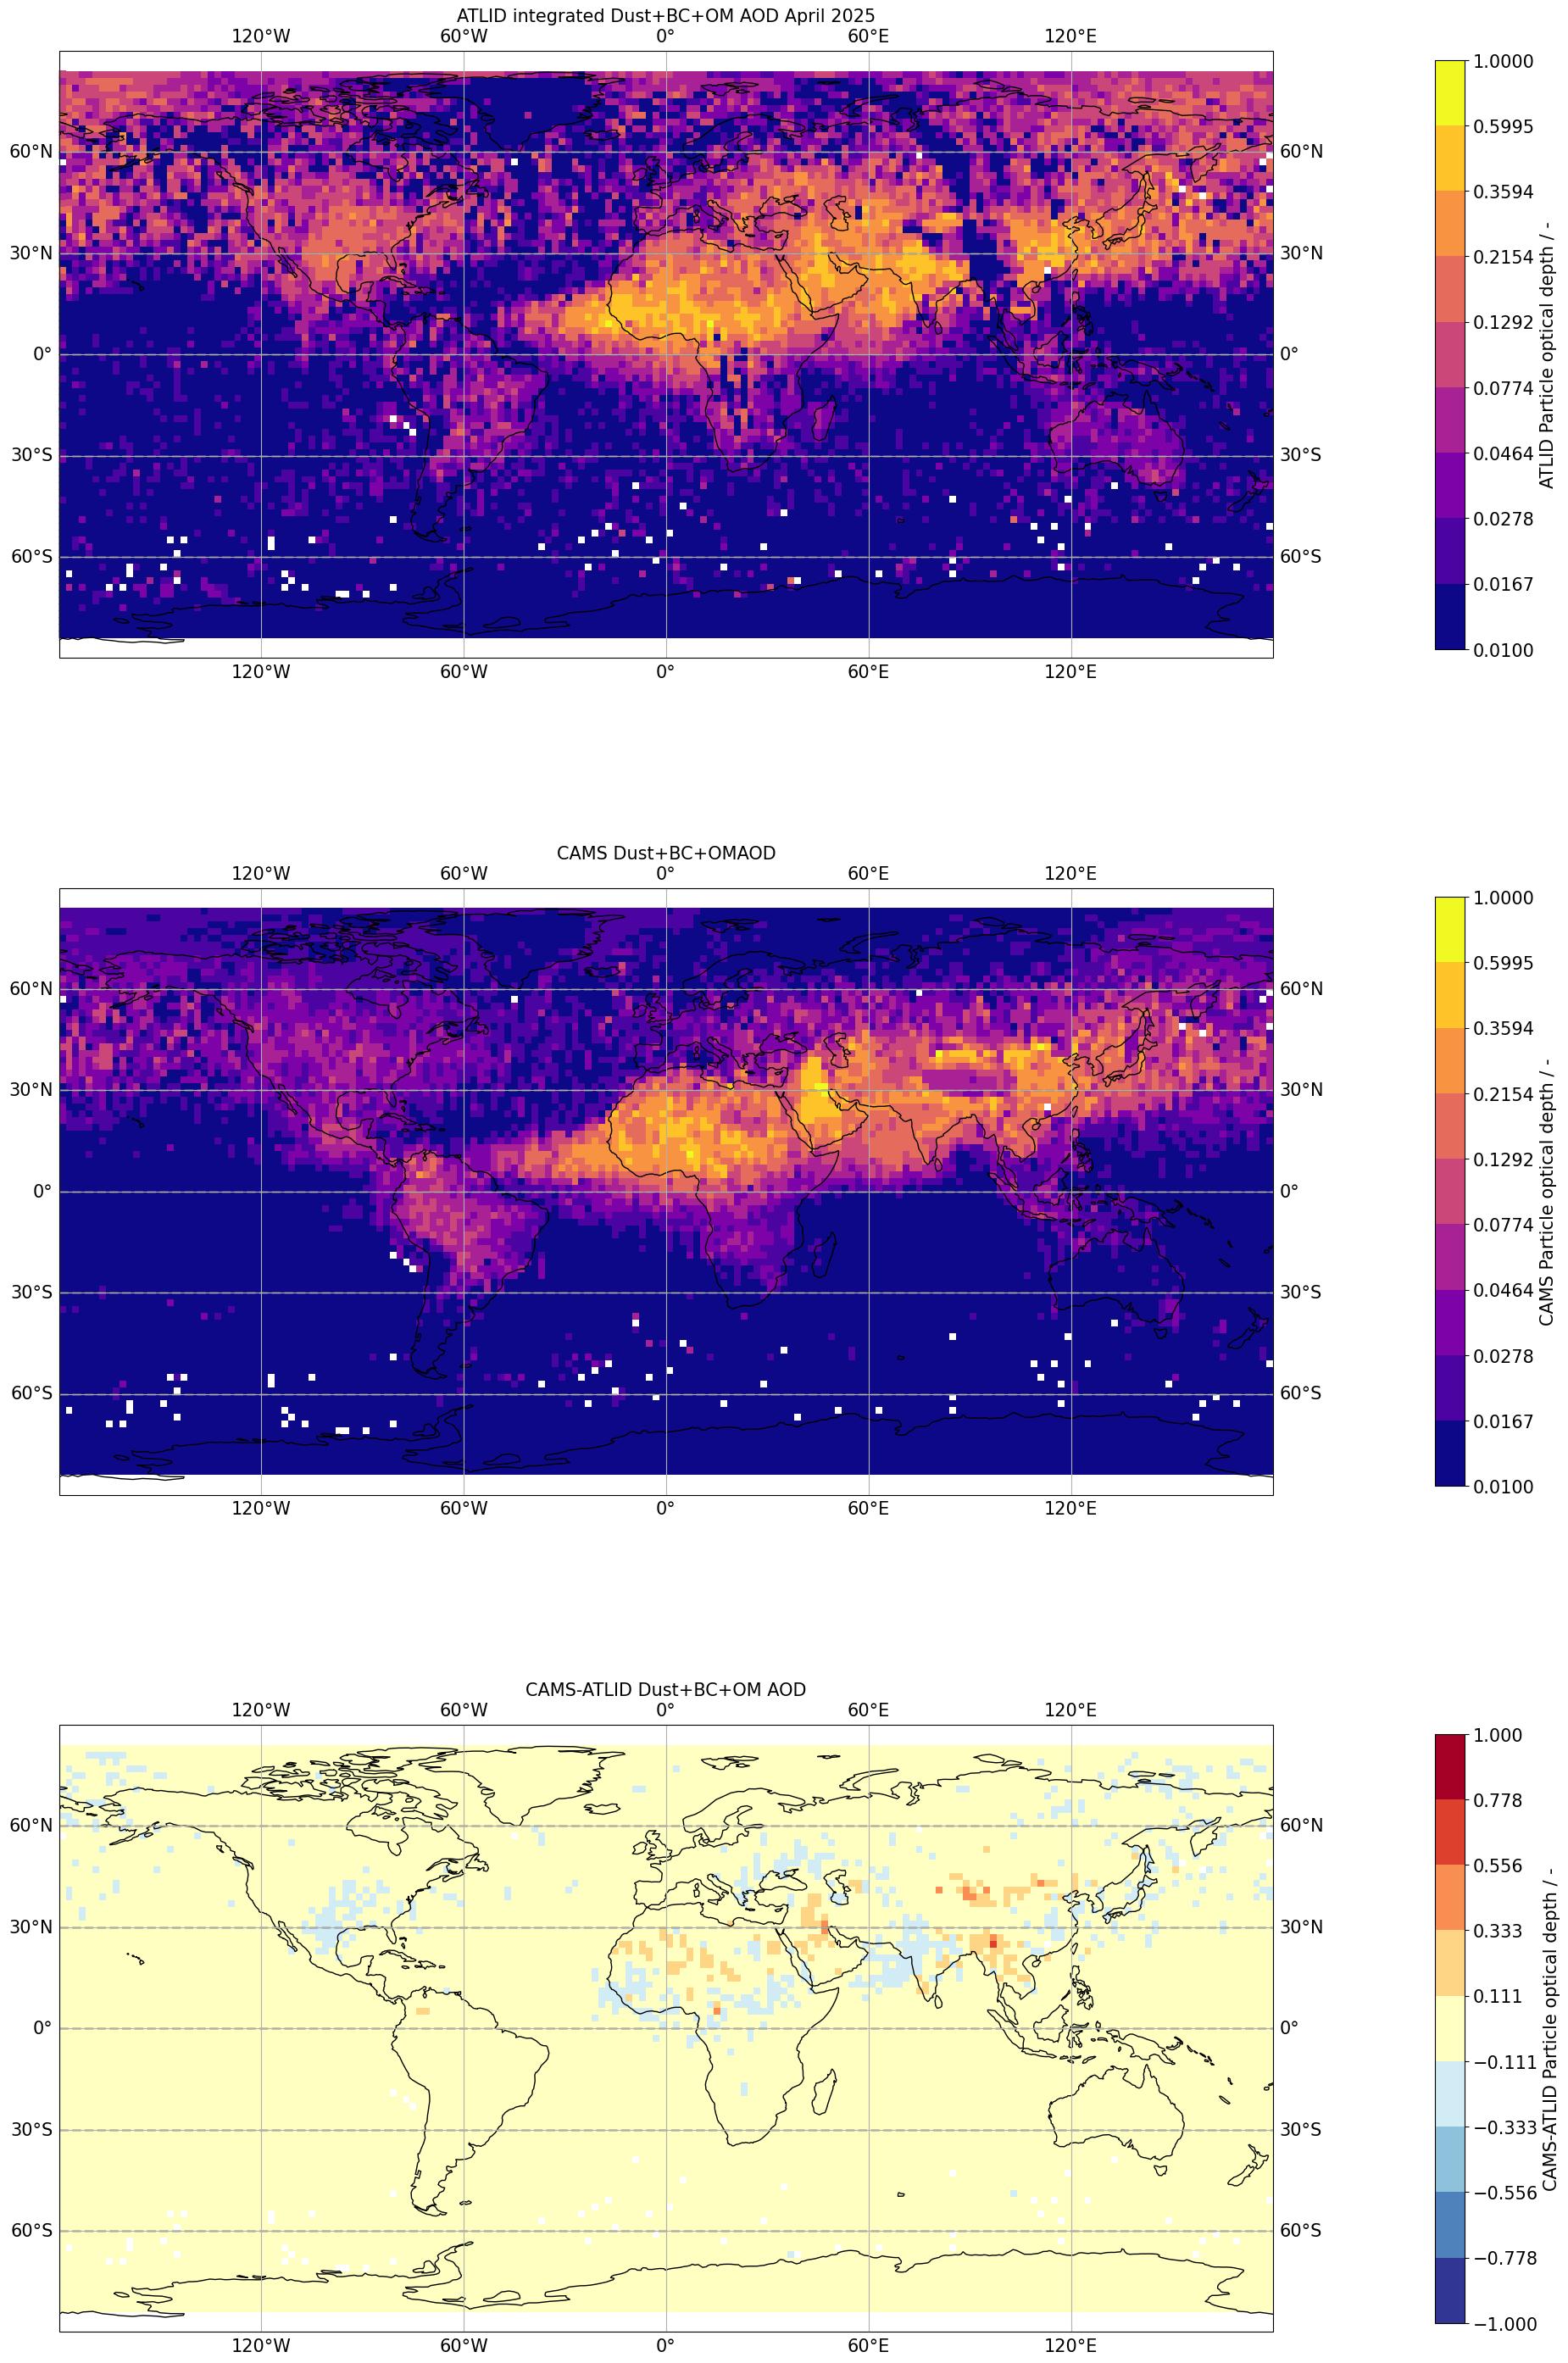 ATLID integrated Dust+BC+OM AOD April 2025
120°W 60°W 0° 60°E 120°E
60°N 60°N
30°N 30°N
0° 0°
30°S 30°S
60°S 60°S
120°W 60°W 0° 60°E 120°E
1.0000
0.5995
0.3594
0.2154
0.1292
0.0774
0.0464
0.0278
0.0167
0.0100
ATLID Particle optical depth / -
CAMS Dust+BC+OMAOD
120°W 60°W 0° 60°E 120°E
60°N 60°N
30°N 30°N
0° 0°
30°S 30°S
60°S 60°S
120°W 60°W 0° 60°E 120°E
1.0000
0.5995
0.3594
0.2154
0.1292
0.0774
0.0464
0.0278
0.0167
0.0100
CAMS Particle optical depth / -
CAMS-ATLID Dust+BC+OM AOD
120°W 60°W 0° 60°E 120°E
60°N 60°N
30°N 30°N
0° 0°
30°S 30°S
60°S 60°S
120°W 60°W 0° 60°E 120°E
1.000
0.778
0.556
0.333
0.111
−0.111
−0.333
−0.556
−0.778
−1.000
CAMS-ATLID Particle optical depth / -